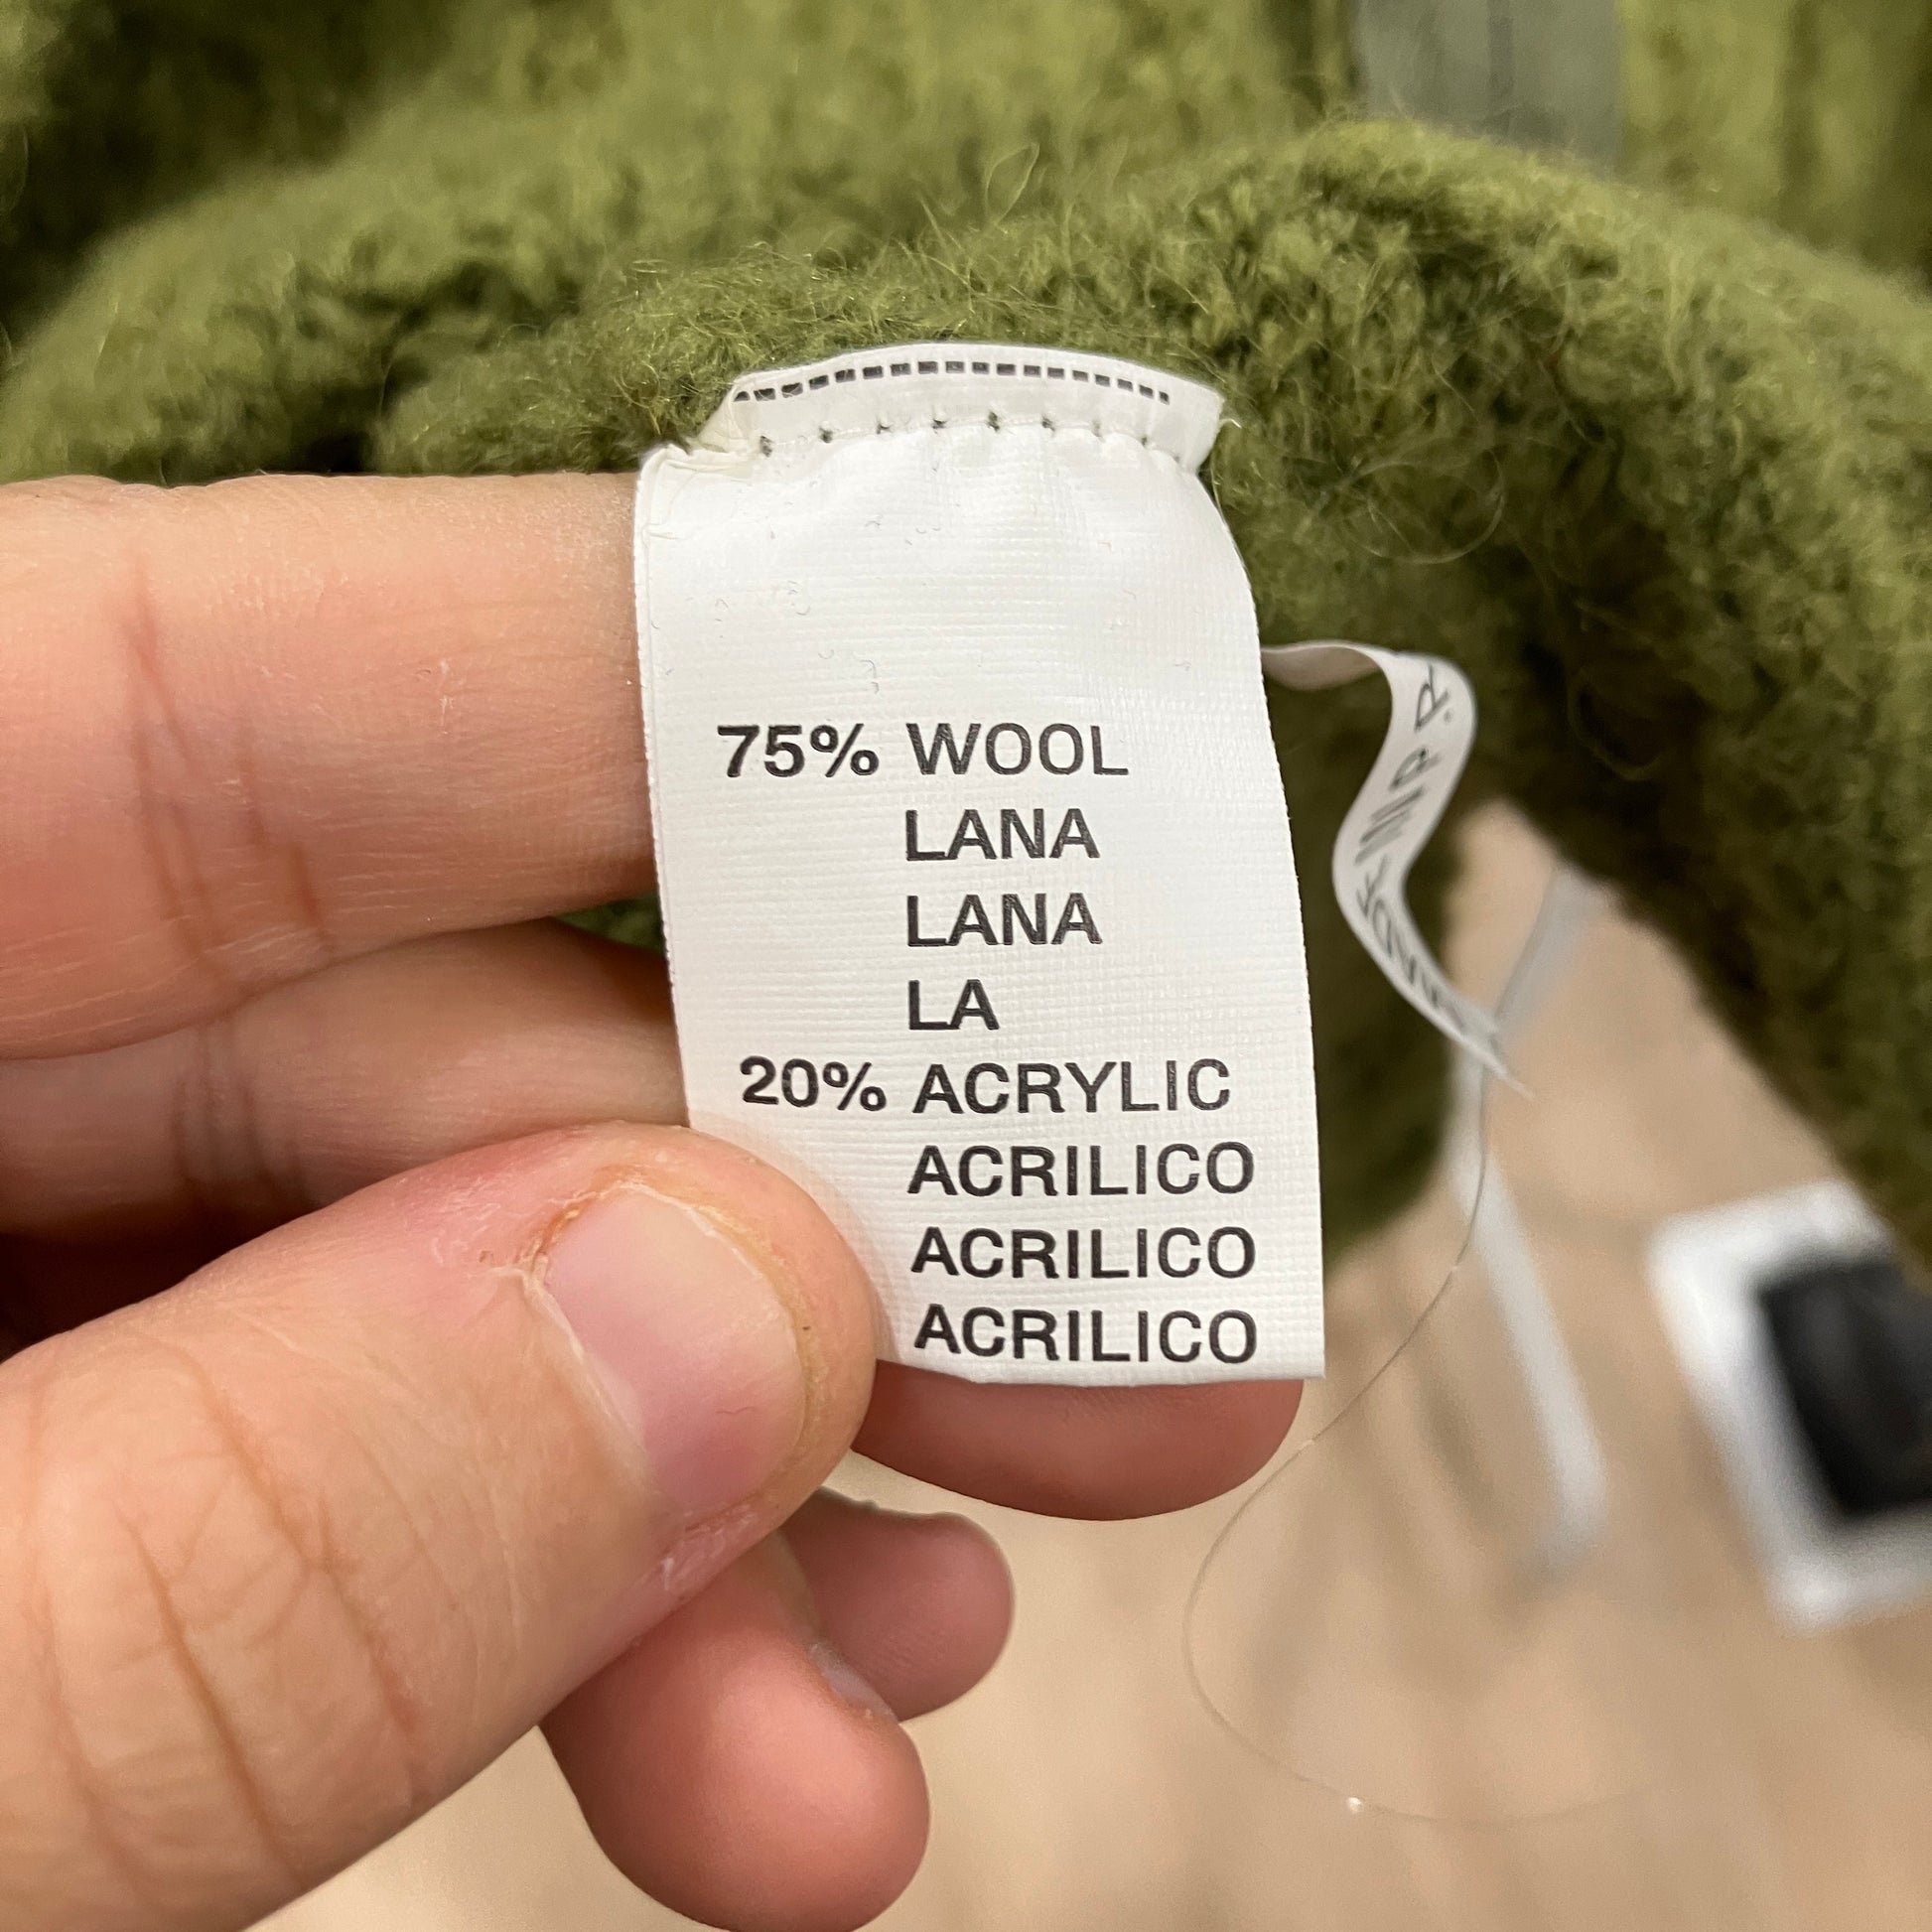 75% WOOL
LANA
LANA
LA
20% ACRYLIC
ACRILICO
ACRILICO
ACRILICO